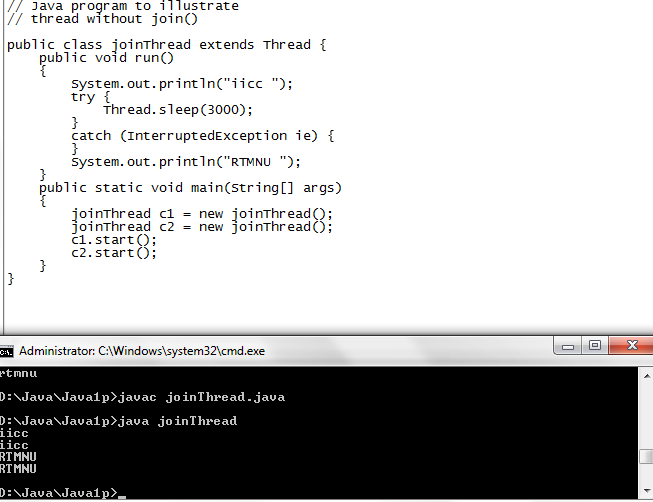 // Java program to illustrate
// thread without join()
public class joinThread extends Thread {
public void run()
{
System.out.println("iicc ");
try {
Thread.sleep(3000);
}
catch (InterruptedException ie) {
}
System.out.println("RTMNU ");
}
public static void main(String[] args)
{
joinThread c1 = new joinThread();
joinThread c2 = new joinThread();
c1.start();
c2.start();
}
}
C:\. Administrator: C:\Windows\system32\cmd.exe
rtmnu
D:\Java\Java1p>javac joinThread.java
D:\Java\Java1p>java joinThread
iicc
iicc
RTMNU
RTMNU
D:\Java\Java1p>_